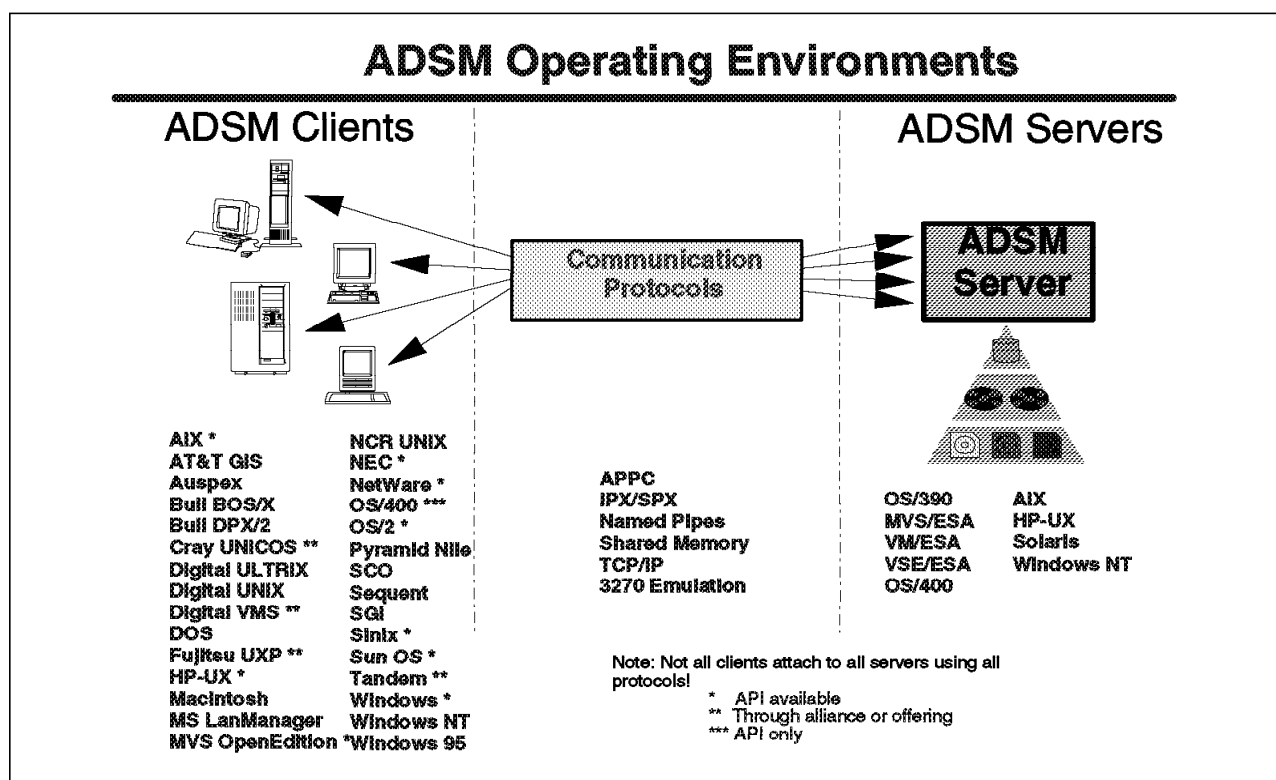 ADSM Operating Environments
ADSM Clients
AIX *
AT&T GIS
Auspex
Bull BOS/X
Bull DPX/2
Cray UNICOS **
Digital ULTRIX
Digital UNIX
Digital VMS **
DOS
Fujitsu UXP **
HP-UX *
Macintosh
MS LanManager
MVS OpenEdition *
NCR UNIX
NEC *
NetWare *
OS/400 ***
OS/2 *
Pyramid Nile
SCO
Sequent
SGI
Sinix *
Sun OS *
Tandem **
Windows *
Windows NT
Windows 95
Communication
Protocols
APPC
IPX/SPX
Named Pipes
Shared Memory
TCP/IP
3270 Emulation
Note: Not all clients attach to all servers using all
protocols!
* API available
** Through alliance or offering
*** API only
ADSM Servers
ADSM
Server
OS/390
MVS/ESA
VM/ESA
VSE/ESA
OS/400
AIX
HP-UX
Solaris
Windows NT